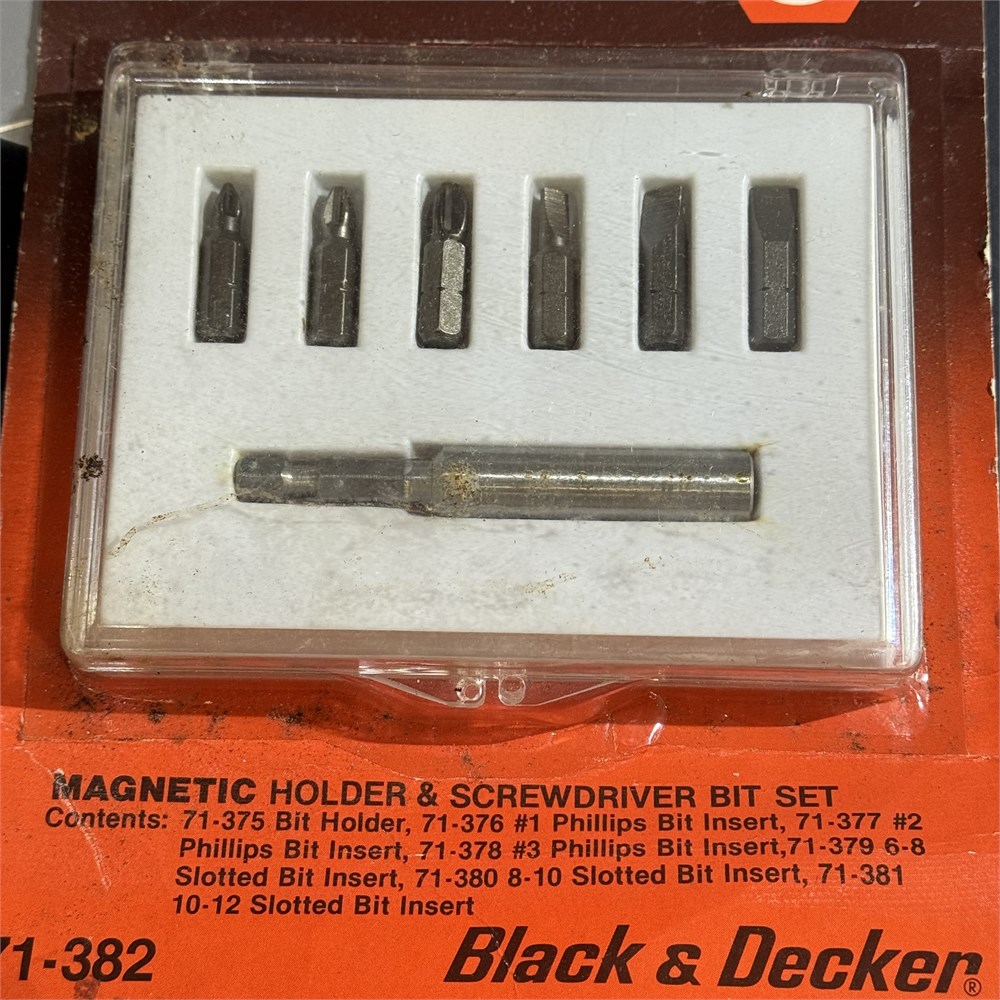 MAGNETIC HOLDER & SCREWDRIVER BIT SET
Contents: 71-375 Bit Holder, 71-376 #1 Phillips Bit Insert, 71-377 #2
Phillips Bit Insert, 71-378 #3 Phillips Bit Insert,71-379 6-8
Slotted Bit Insert, 71-380 8-10 Slotted Bit Insert, 71-381
10-12 Slotted Bit Insert
71-382 Black & Decker®